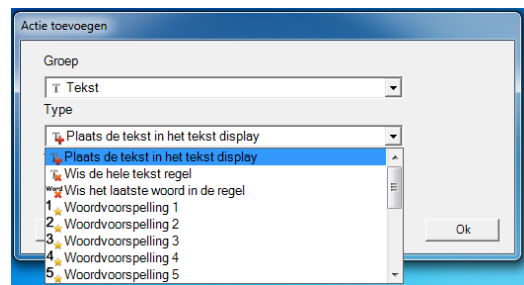 Actie toevoegen
Groep
T Tekst
Type
Plaats de tekst in het tekst display
Plaats de tekst in het tekst display
Wis de hele tekst regel
Word Wis het laatste woord in de regel
1 Woordvoorspelling 1
2 Woordvoorspelling 2
3 Woordvoorspelling 3
4 Woordvoorspelling 4
5 Woordvoorspelling 5
Ok